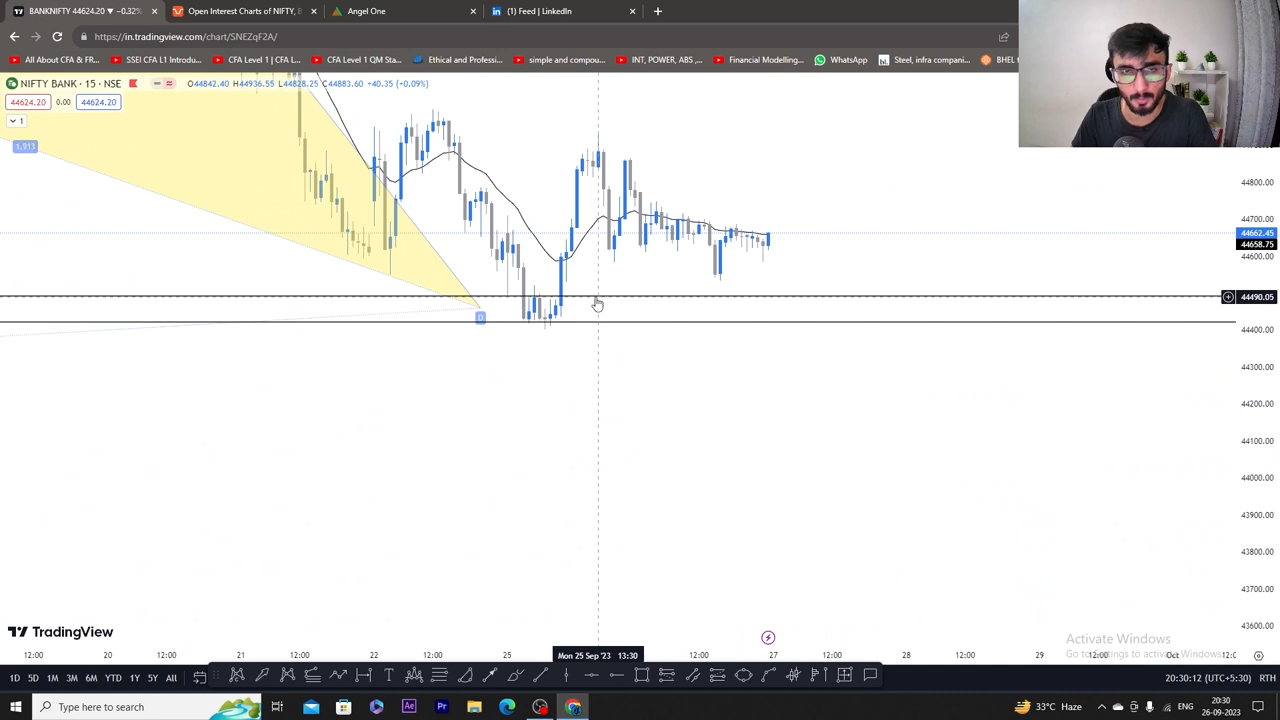 BANKNIFTY 44624.20 ▼ −0.32%
Open Interest Charts of NIFTY, B
Angel One
(1) Feed | LinkedIn
https://in.tradingview.com/chart/SNEZqF2A/
All About CFA & FR...
SSEI CFA L1 Introdu...
CFA Level 1 | CFA L...
CFA Level 1 QM Sta...
Ethical and Professi...
simple and compou...
INT, POWER, ABS ,...
Financial Modelling...
WhatsApp
Steel, infra compani...
BHEL t
NIFTY BANK · 15 · NSE
O44842.40 H44936.55 L44828.25 C44883.60 +40.35 (+0.09%)
44624.20 0.00 44624.20
1
1,913
44800.00
44700.00
44662.45
44658.75
44600.00
44490.05
0
44400.00
44300.00
44200.00
44100.00
44000.00
43900.00
43800.00
43700.00
43600.00
TradingView
Activate Windows
Go to Settings to activate Windows.
12:00 20 12:00 21 12:00 22 12:00 25 Mon 25 Sep '23 13:30 12:00 27 12:00 28 12:00 29 12:00 Oct
1D 5D 1M 3M 6M YTD 1Y 5Y All
20:30:12 (UTC+5:30) RTH
Type here to search
Ae
Pr
33°C Haze
ENG
20:30
26-09-2023